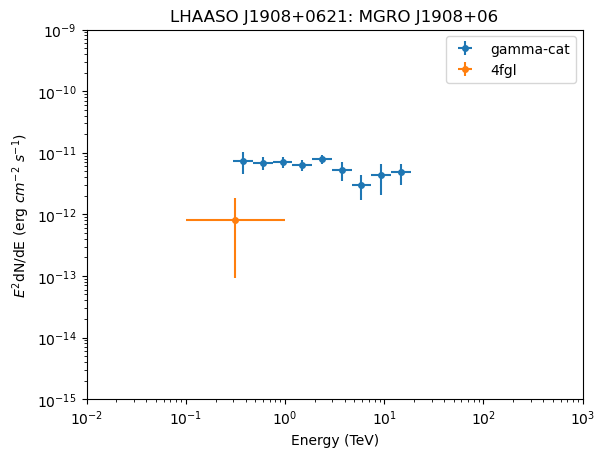 LHAASO J1908+0621: MGRO J1908+06
gamma-cat
4fgl
10⁻⁹
10⁻¹⁰
10⁻¹¹
10⁻¹²
10⁻¹³
10⁻¹⁴
10⁻¹⁵
E²dN/dE (erg cm⁻² s⁻¹)
10⁻² 10⁻¹ 10⁰ 10¹ 10² 10³
Energy (TeV)